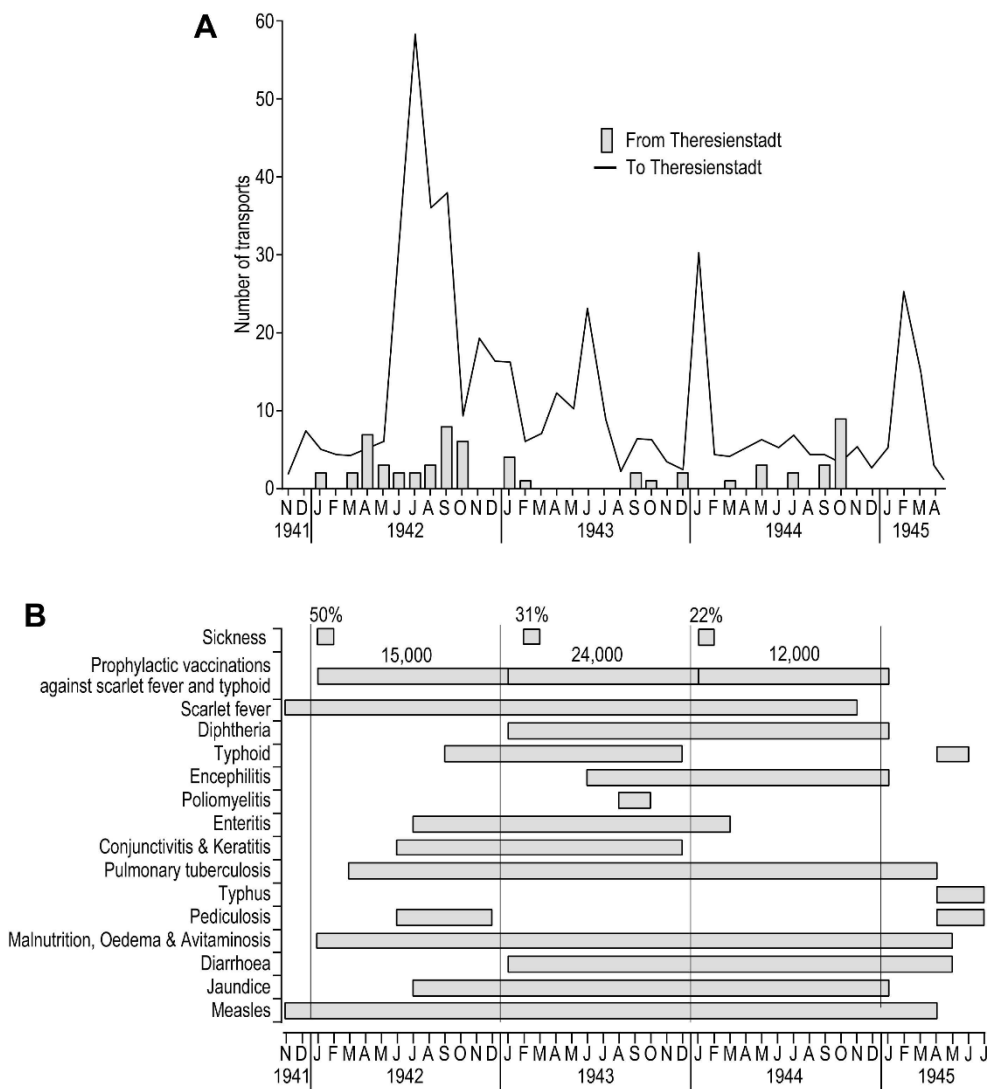 A
Number of transports
60
50
40
30
20
10
0
From Theresienstadt
To Theresienstadt
N D J F M A M J J A S O N D J F M A M J J A S O N D J F M A M J J A S O N D J F M A
1941 1942 1943 1944 1945
B
50% 31% 22%
Sickness
15,000 24,000 12,000
Prophylactic vaccinations
against scarlet fever and typhoid
Scarlet fever
Diphtheria
Typhoid
Encephilitis
Poliomyelitis
Enteritis
Conjunctivitis & Keratitis
Pulmonary tuberculosis
Typhus
Pediculosis
Malnutrition, Oedema & Avitaminosis
Diarrhoea
Jaundice
Measles
N D J F M A M J J A S O N D J F M A M J J A S O N D J F M A M J J A S O N D J F M A M J J
1941 1942 1943 1944 1945